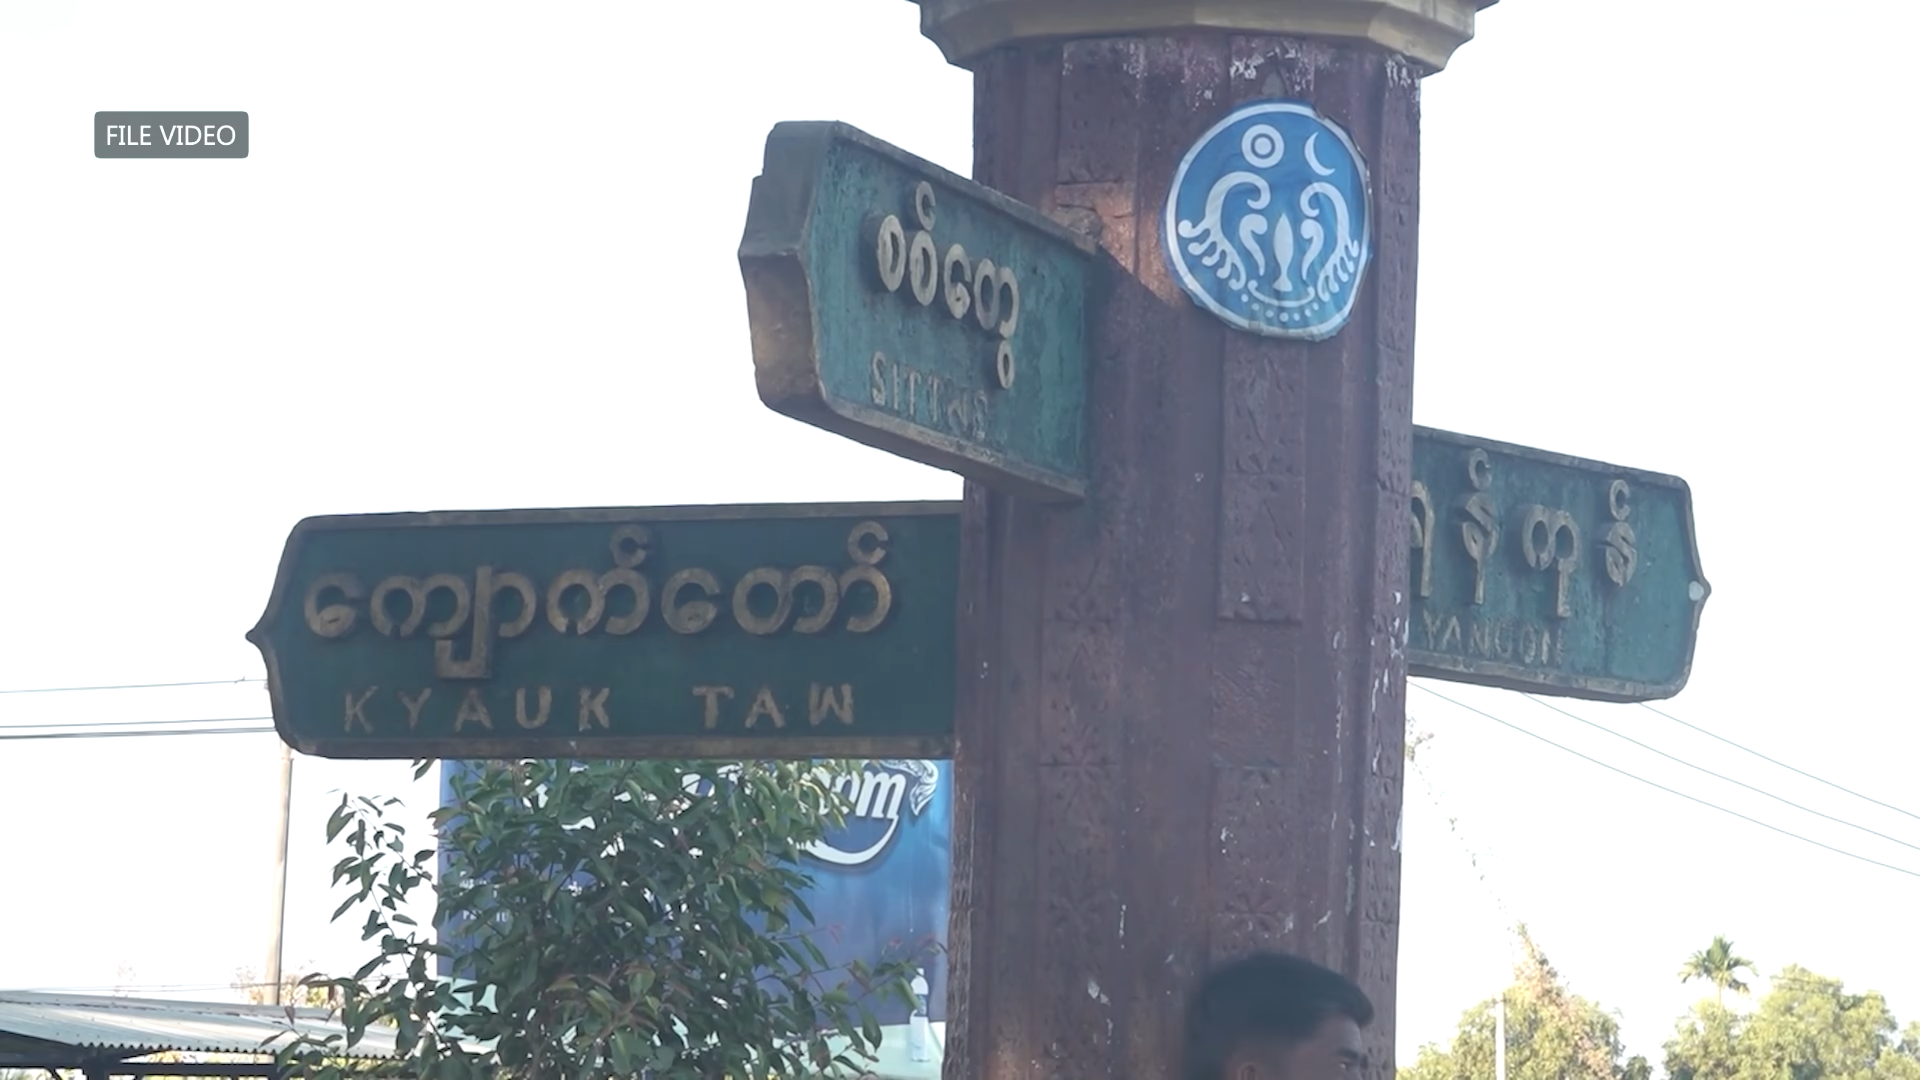 FILE VIDEO
စစ်တွေ
SITTWE
ကျောက်တော်
KYAUK TAW
ရန်ကုန်
YANGON